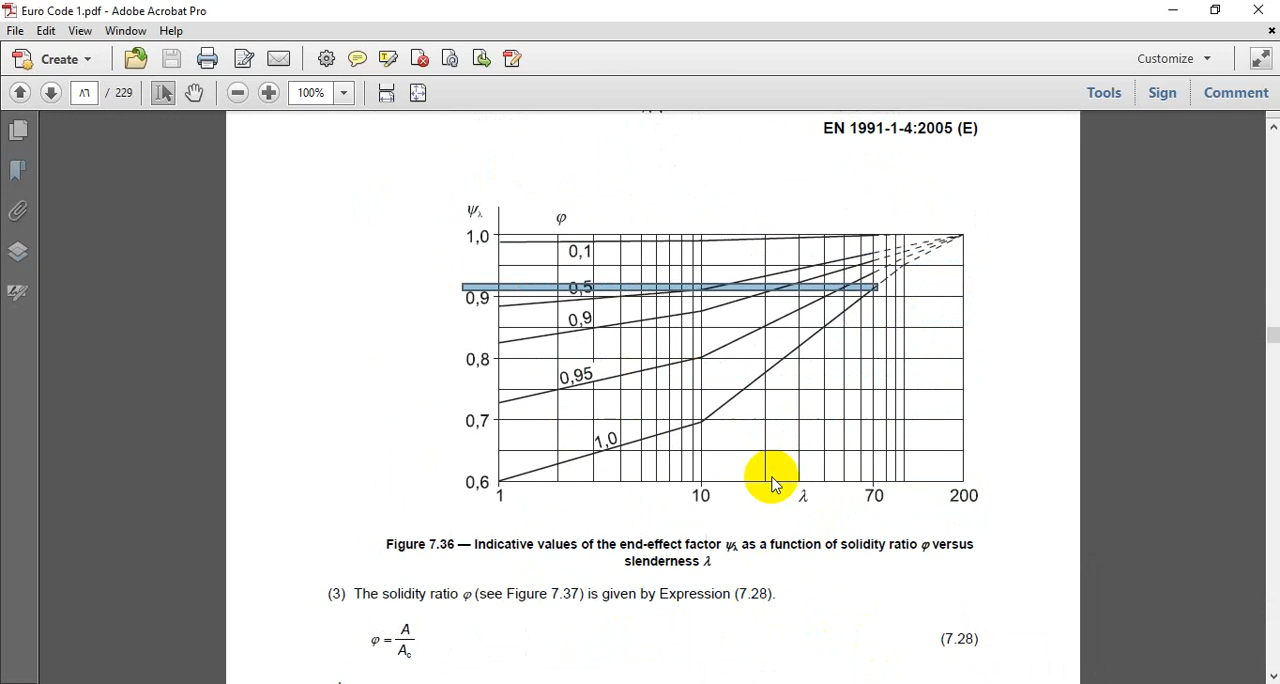 Euro Code 1.pdf - Adobe Acrobat Pro
File Edit View Window Help
Create
Customize
٨٦ / 229
100%
Tools Sign Comment
EN 1991-1-4:2005 (E)
ψλ φ
1,0
0,1
0,5
0,9
0,9
0,8
0,95
0,7
1,0
0,6
1 10 λ 70 200
Figure 7.36 — Indicative values of the end-effect factor ψλ as a function of solidity ratio φ versus
slenderness λ
(3) The solidity ratio φ (see Figure 7.37) is given by Expression (7.28).
φ = A / Ac (7.28)